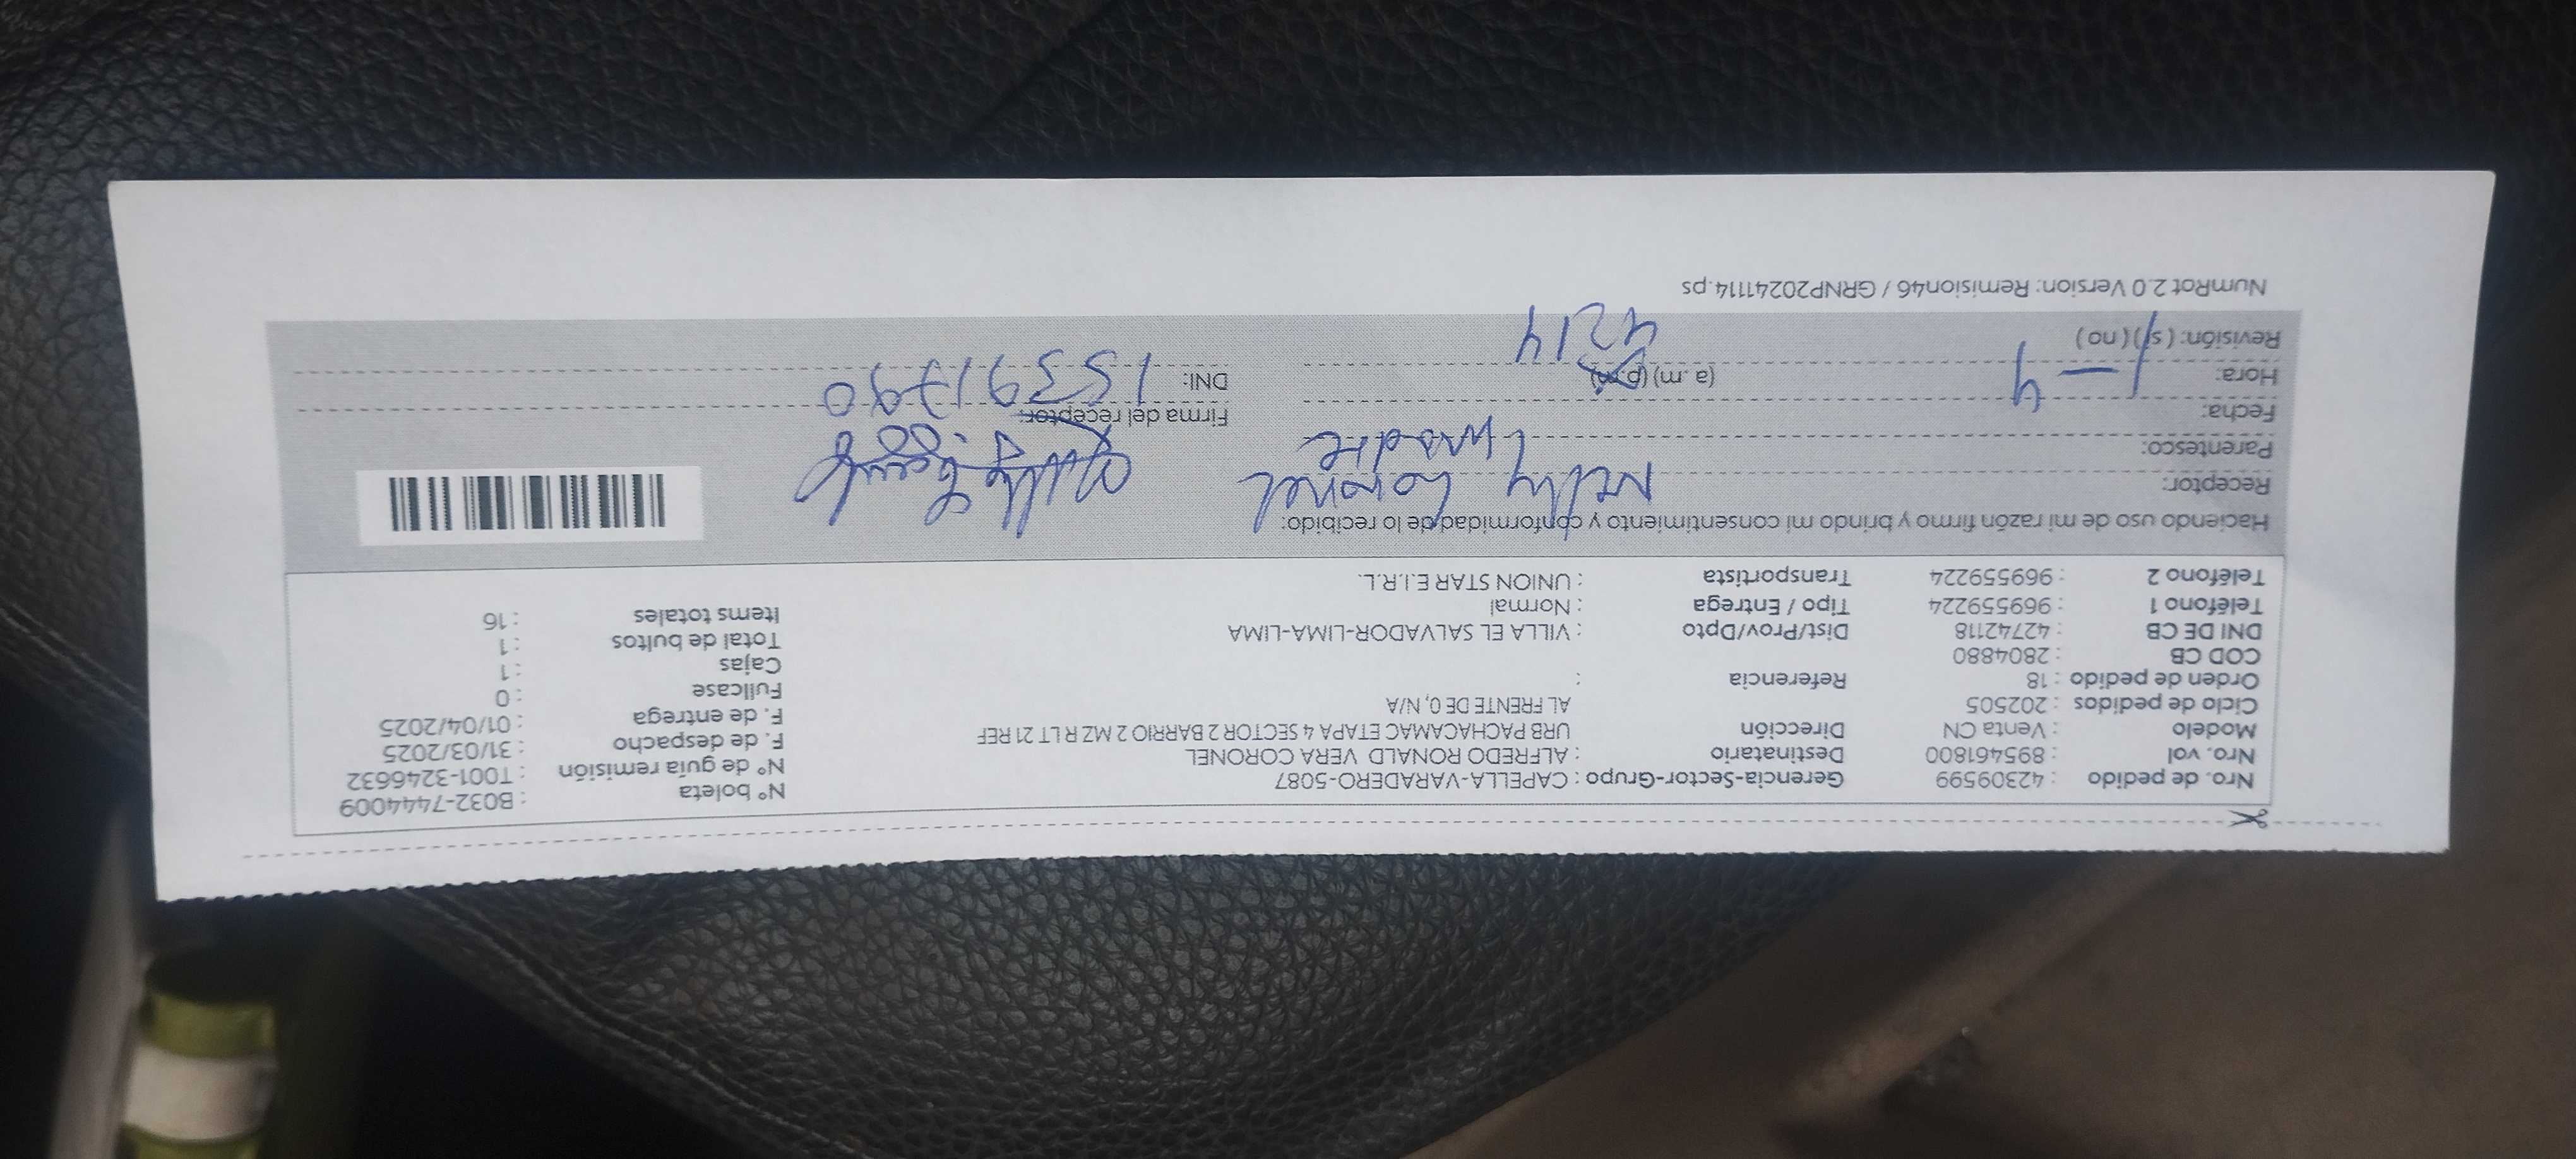 Nro. de pedido : 42309599 Gerencia-Sector-Grupo : CAPELLA-VARADERO-5087 N° boleta : B032-7444009
Nro. vol : 895461800 Destinatario : ALFREDO RONALD VERA CORONEL N° de guía remisión : T001-3246632
Modelo : Venta CN Dirección URB PACHACAMAC ETAPA 4 SECTOR 2 BARRIO 2 MZ R LT 21 REF F. de despacho : 31/03/2025
Ciclo de pedidos : 202505 AL FRENTE DE 0, N/A F. de entrega : 01/04/2025
Orden de pedido : 18 Referencia : Fullcase : 0
COD CB : 2804880 Cajas : 1
DNI DE CB : 42742118 Dist/Prov/Dpto : VILLA EL SALVADOR-LIMA-LIMA Total de bultos : 1
Teléfono 1 : 969559224 Tipo / Entrega : Normal Items totales : 16
Teléfono 2 : 969559224 Transportista : UNION STAR E.I.R.L.
Haciendo uso de mi razón firmo y brindo mi consentimiento y conformidad de lo recibido:
Receptor: Nelly Coronel
Parentesco: madre
Fecha: 1-4 Firma del receptor:
Hora: (a.m) (p.m) DNI: 15391790
Revisión: ( si ) ( no )
NumRot 2.0 Version: Remision46 / GRNP20241114.ps